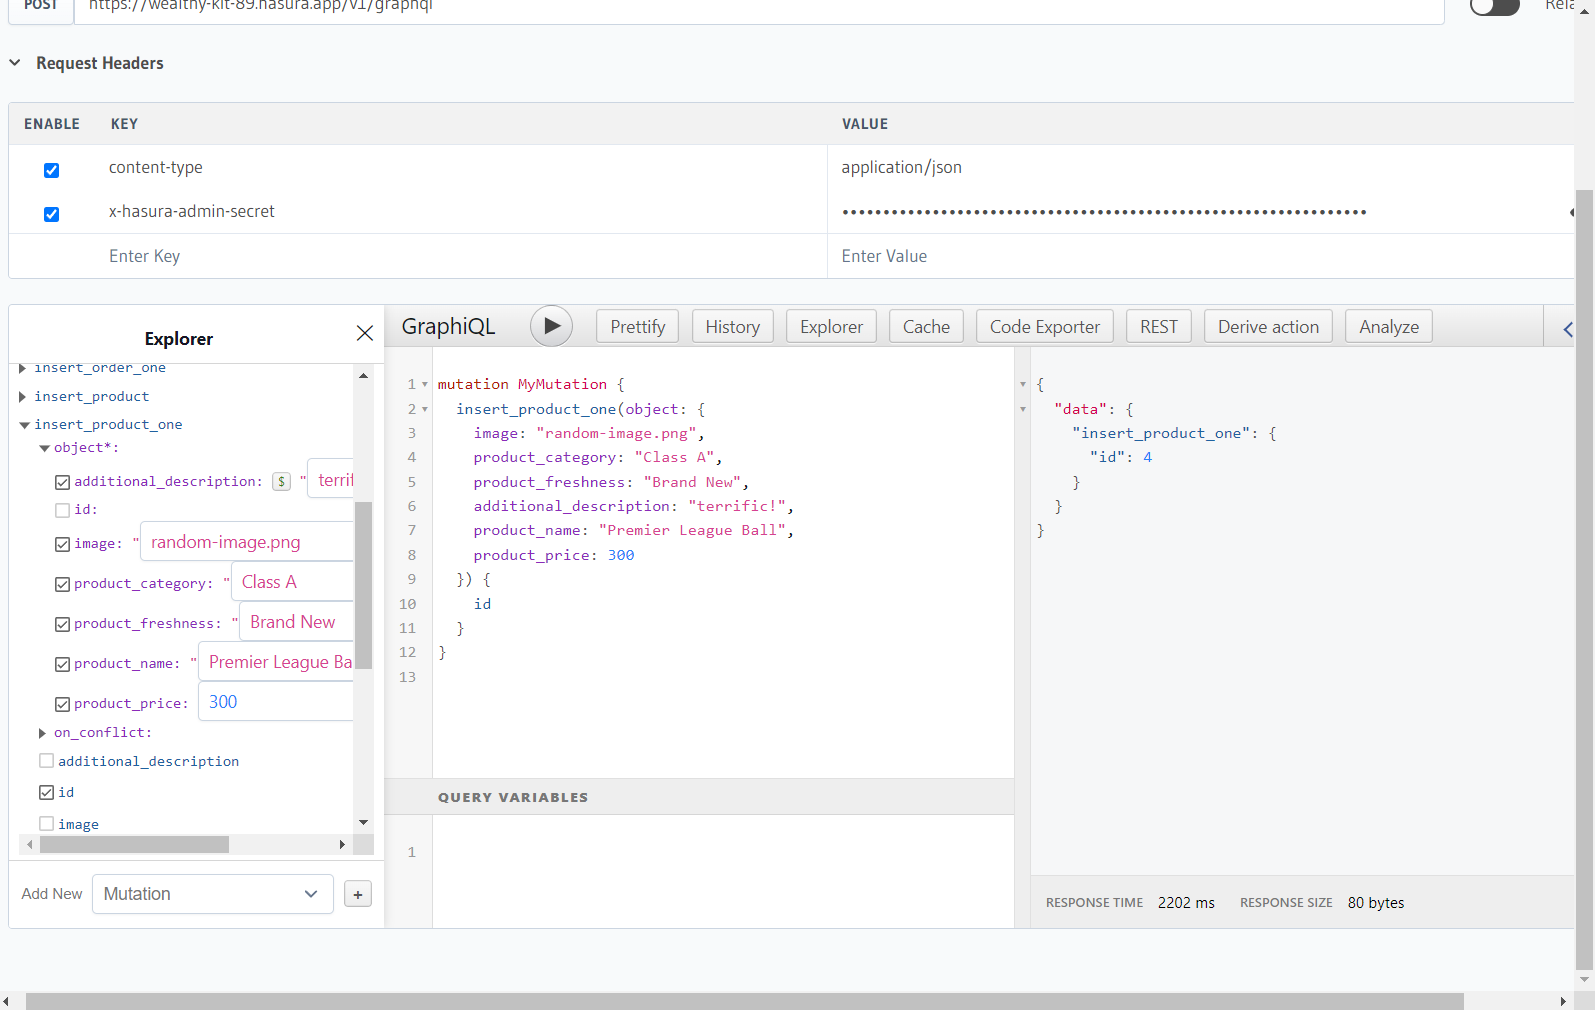 POST https://wealthy-kit-89.hasura.app/v1/graphql
Request Headers
ENABLE KEY VALUE
content-type application/json
x-hasura-admin-secret ••••••••••••••••••••••••••••••••••••••••••••••••••••••••••••••••
Enter Key Enter Value
Explorer
insert_order_one
insert_product
insert_product_one
object*:
additional_description: $ "
id:
image: " random-image.png
product_category: " Class A
product_freshness: " Brand New
product_name: " Premier League
product_price: 300
on_conflict:
additional_description
id
image
Add New Mutation +
GraphiQL Prettify History Explorer Cache Code Exporter REST Derive action Analyze
1 mutation MyMutation {
2 insert_product_one(object: {
3 image: "random-image.png",
4 product_category: "Class A",
5 product_freshness: "Brand New",
6 additional_description: "terrific!",
7 product_name: "Premier League Ball",
8 product_price: 300
9 }) {
10 id
11 }
12 }
13
QUERY VARIABLES
1
{
"data": {
"insert_product_one": {
"id": 4
}
}
}
RESPONSE TIME 2202 ms RESPONSE SIZE 80 bytes